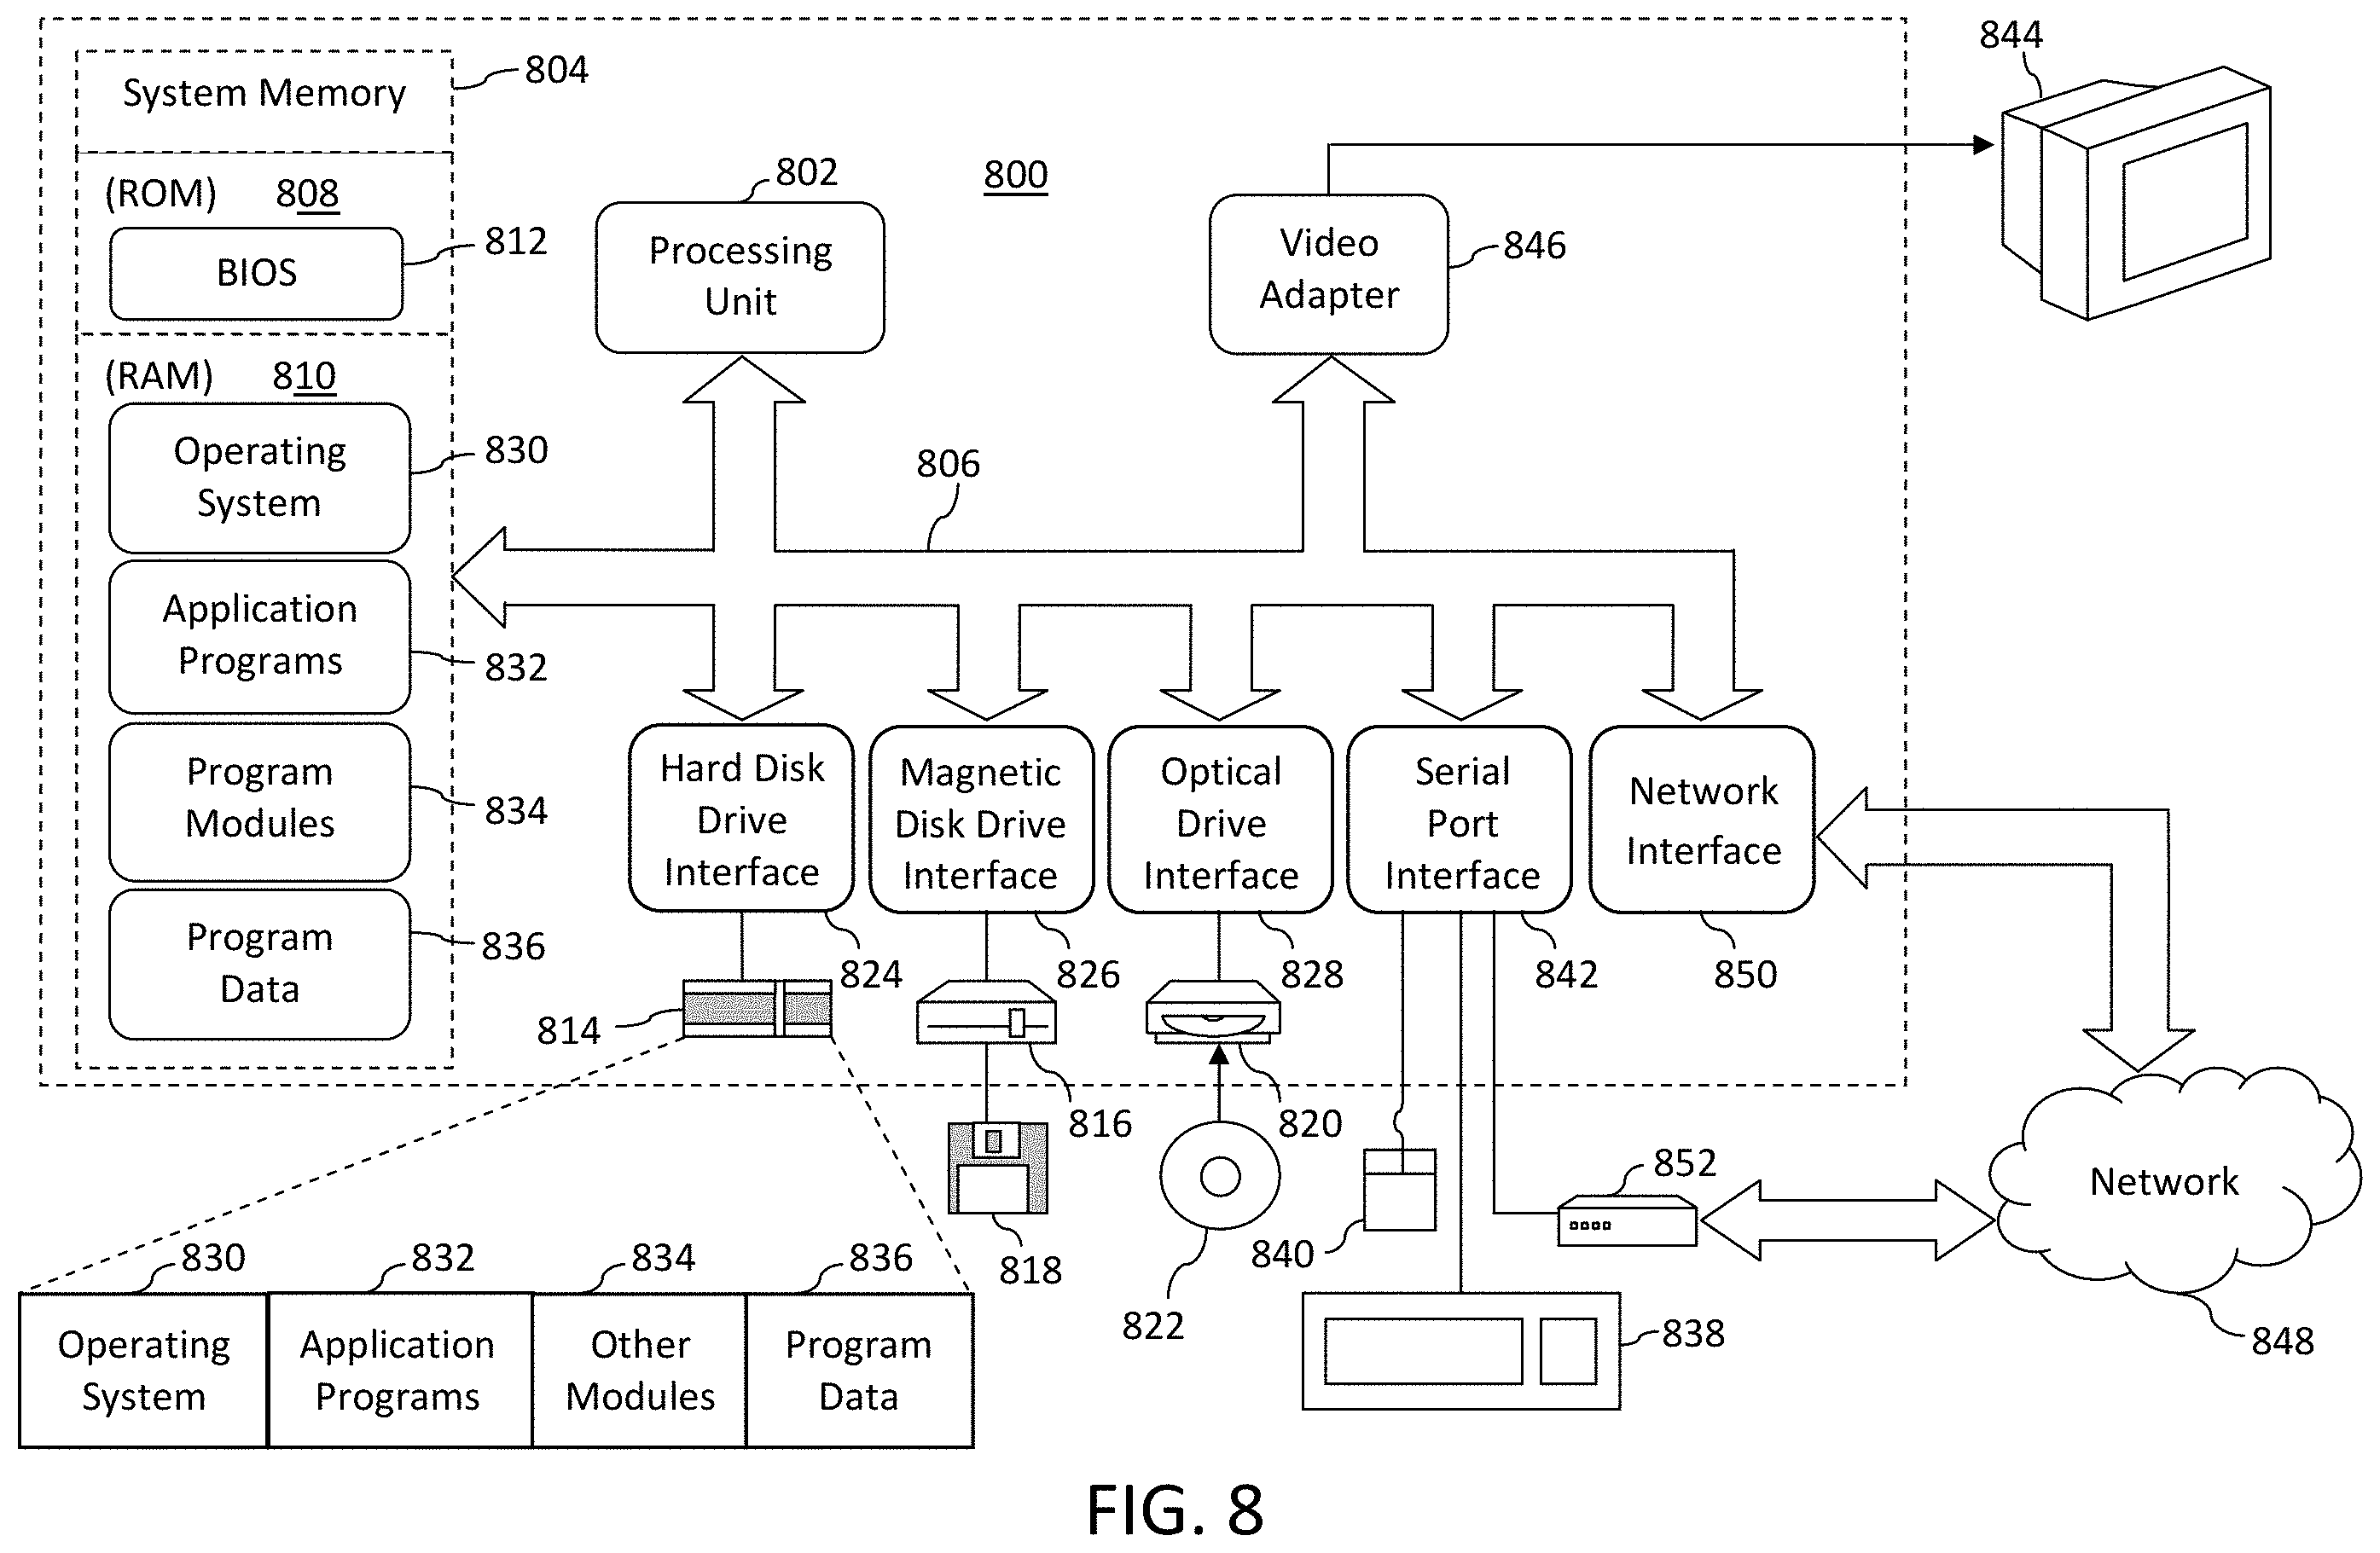 844
System Memory
804
802
800
(ROM) 808
812
BIOS
Processing
Unit
Video
Adapter
846
(RAM) 810
Operating
System
830
806
Application
Programs
832
Program
Modules
834
Program
Data
836
Hard Disk
Drive
Interface
Magnetic
Disk Drive
Interface
Optical
Drive
Interface
Serial
Port
Interface
Network
Interface
824
826
828
842
850
814
816
820
818
822
840
852
Network
848
838
830
832
834
836
Operating
System
Application
Programs
Other
Modules
Program
Data
FIG. 8